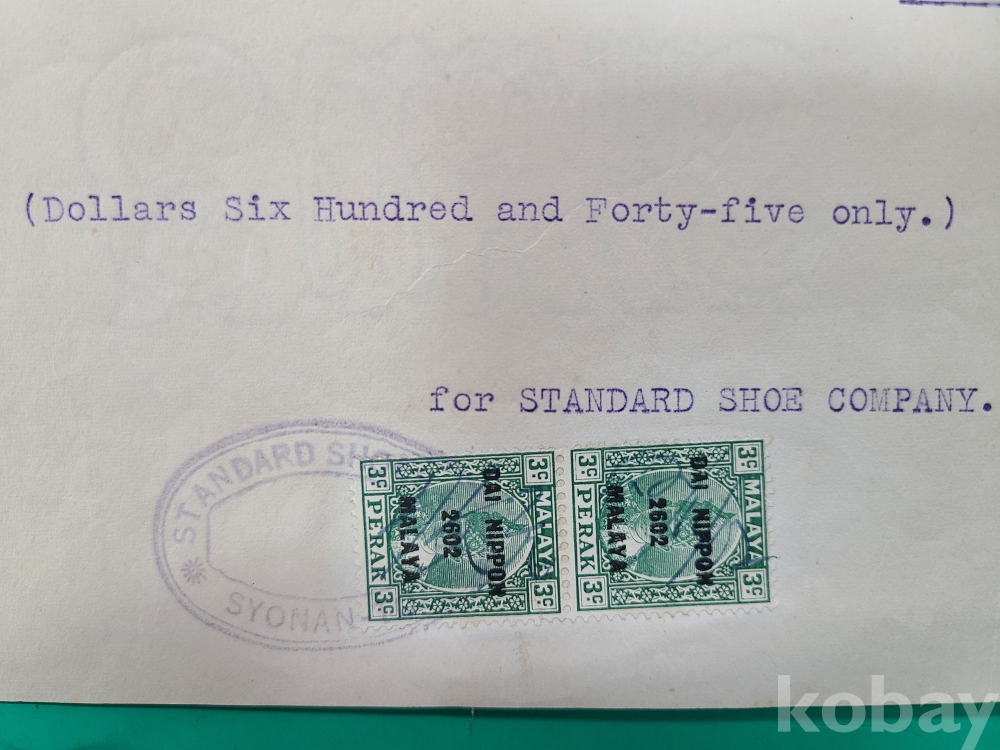 (Dollars Six Hundred and Forty-five only.)
for STANDARD SHOE COMPANY.
STANDARD
SYONAN
3c MALAYA 3c
DAI NIPPON
2602
MALAYA
3c PERAK 3c
3c MALAYA 3c
DAI NIPPON
2602
MALAYA
3c PERAK 3c
kobay